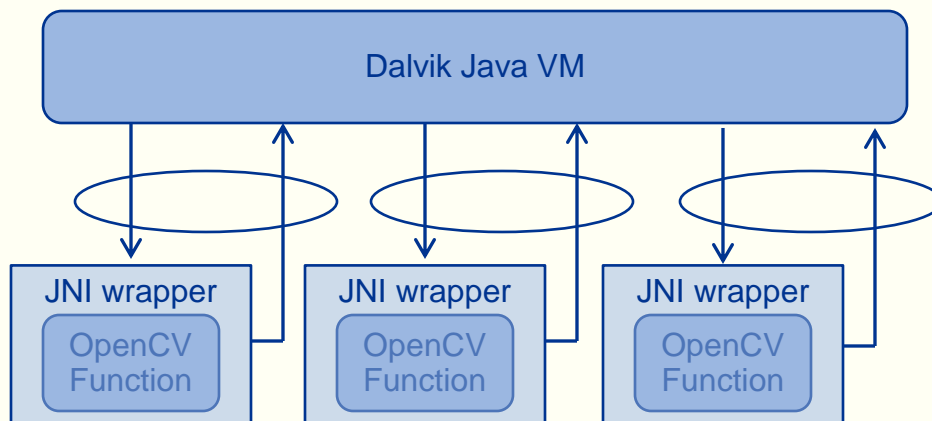 Dalvik Java VM
JNI wrapper
OpenCV
Function
JNI wrapper
OpenCV
Function
JNI wrapper
OpenCV
Function